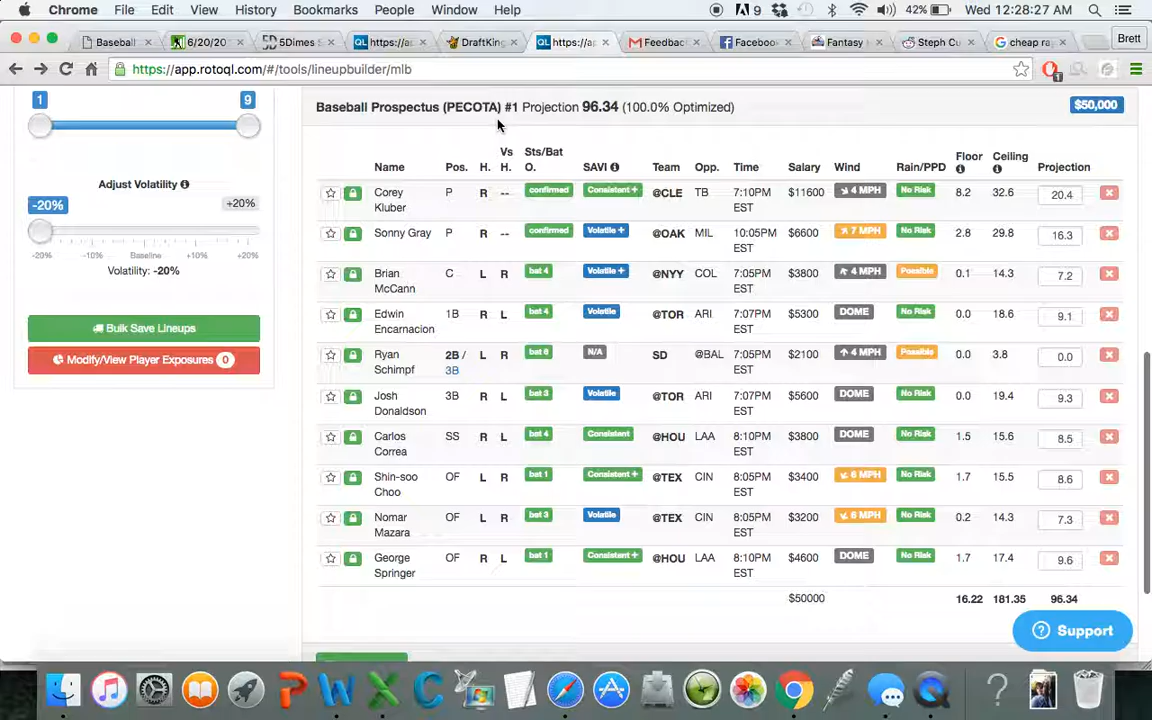 Chrome File Edit View History Bookmarks People Window Help 9 42% Wed 12:28:27 AM
Baseball 6/20/20 5Dimes Sp https://as DraftKing https://ap Feedbac Faceboo Fantasy Steph Cu cheap ra Brett
https://app.rotoql.com/#/tools/lineupbuilder/mlb 1
Baseball Prospectus (PECOTA) #1 Projection 96.34 (100.0% Optimized) $50,000
1 9
Adjust Volatility
-20% +20%
-20% -10% Baseline +10% +20%
Volatility: -20%
Bulk Save Lineups
Modify/View Player Exposures 0
Name Pos. H. Vs H. Sts/Bat O. SAVI Team Opp. Time Salary Wind Rain/PPD Floor Ceiling Projection
Corey Kluber P R -- confirmed Consistent + @CLE TB 7:10PM EST $11600 4 MPH No Risk 8.2 32.6 20.4
Sonny Gray P R -- confirmed Volatile + @OAK MIL 10:05PM EST $6600 7 MPH No Risk 2.8 29.8 16.3
Brian McCann C L R bat 4 Volatile + @NYY COL 7:05PM EST $3800 4 MPH Possible 0.1 14.3 7.2
Edwin Encarnacion 1B R L bat 4 Volatile @TOR ARI 7:07PM EST $5300 DOME No Risk 0.0 18.6 9.1
Ryan Schimpf 2B / 3B L R bat 6 N/A SD @BAL 7:05PM EST $2100 4 MPH Possible 0.0 3.8 0.0
Josh Donaldson 3B R L bat 3 Volatile @TOR ARI 7:07PM EST $5600 DOME No Risk 0.0 19.4 9.3
Carlos Correa SS R L bat 4 Consistent @HOU LAA 8:10PM EST $3800 DOME No Risk 1.5 15.6 8.5
Shin-soo Choo OF L R bat 1 Consistent + @TEX CIN 8:05PM EST $3400 6 MPH No Risk 1.7 15.5 8.6
Nomar Mazara OF L R bat 3 Volatile @TEX CIN 8:05PM EST $3200 6 MPH No Risk 0.2 14.3 7.3
George Springer OF R L bat 1 Consistent + @HOU LAA 8:10PM EST $4600 DOME No Risk 1.7 17.4 9.6
$50000 16.22 181.35 96.34
Support